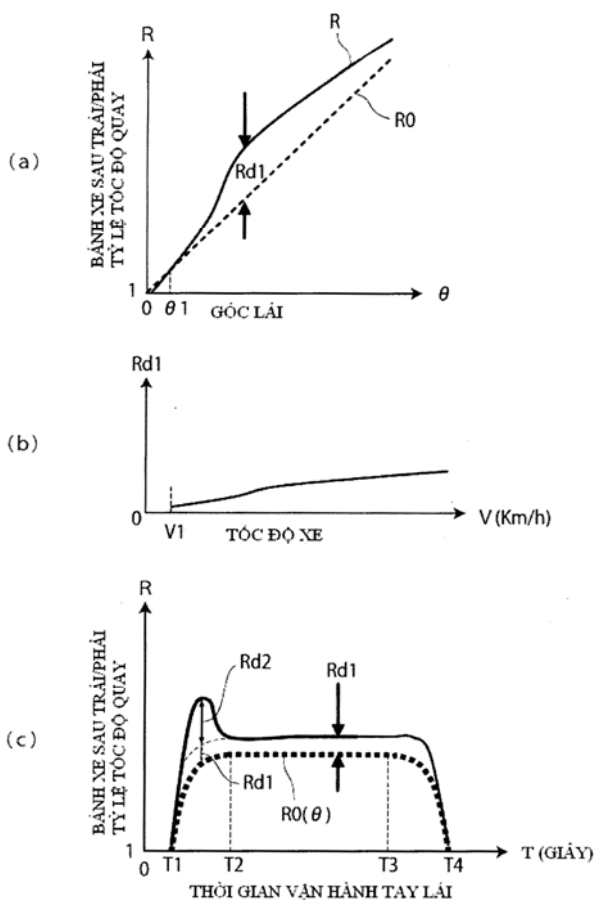 R
R
BÁNH XE SAU TRÁI/PHẢI
TỶ LỆ TỐC ĐỘ QUAY
R0
(a)
Rd1
1
0
θ1
GÓC LÁI
θ
Rd1
(b)
0
V1
TỐC ĐỘ XE
V (Km/h)
R
BÁNH XE SAU TRÁI/PHẢI
TỶ LỆ TỐC ĐỘ QUAY
Rd2
Rd1
(c)
Rd1
R0(θ)
1
0
T1
T2
T3
T4
T (GIÂY)
THỜI GIAN VẬN HÀNH TAY LÁI